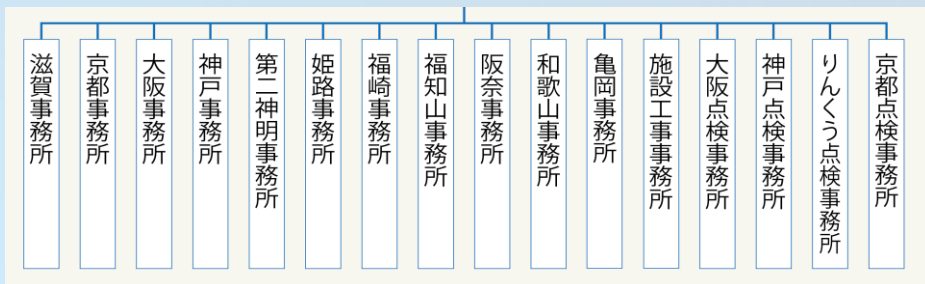 滋賀事務所
京都事務所
大阪事務所
神戸事務所
第二神明事務所
姫路事務所
福崎事務所
福知山事務所
阪奈事務所
和歌山事務所
亀岡事務所
施設工事事務所
大阪点検事務所
神戸点検事務所
りんくう点検事務所
京都点検事務所